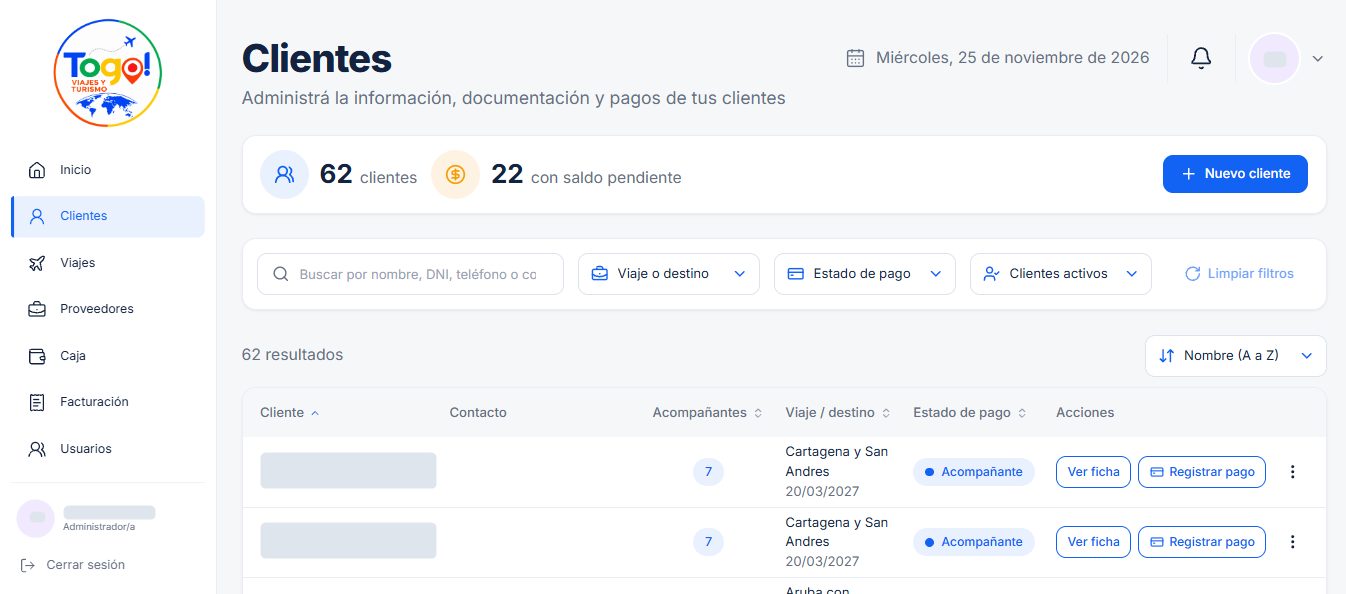 Togo!
VIAJES Y
TURISMO
Inicio
Clientes
Viajes
Proveedores
Caja
Facturación
Usuarios
Administrador/a
Cerrar sesión
Clientes
Administrá la información, documentación y pagos de tus clientes
Miércoles, 25 de noviembre de 2026
62 clientes
22 con saldo pendiente
+ Nuevo cliente
Buscar por nombre, DNI, teléfono o co
Viaje o destino
Estado de pago
Clientes activos
Limpiar filtros
62 resultados
Nombre (A a Z)
Cliente Contacto Acompañantes Viaje / destino Estado de pago Acciones
7
Cartagena y San
Andres
20/03/2027
Acompañante
Ver ficha
Registrar pago
7
Cartagena y San
Andres
20/03/2027
Acompañante
Ver ficha
Registrar pago
Aruba con